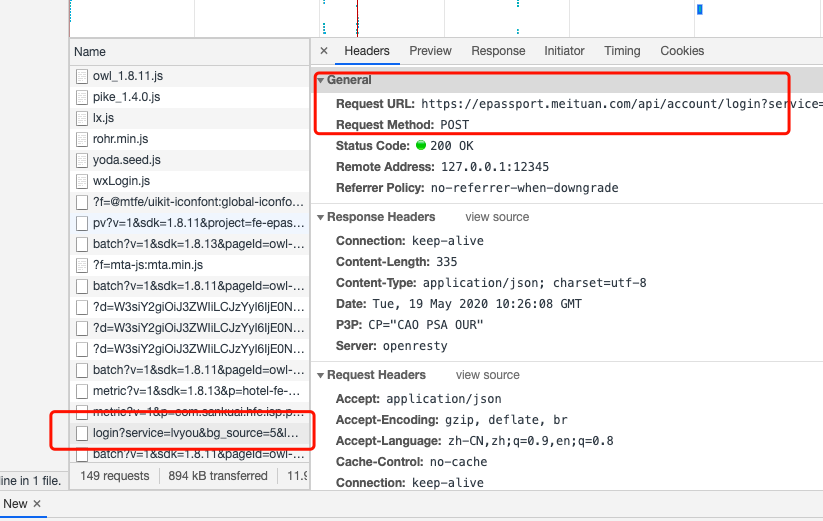 Name
owl_1.8.11.js
pike_1.4.0.js
lx.js
rohr.min.js
yoda.seed.js
wxLogin.js
?f=@mtfe/uikit-iconfont:global-iconfo...
pv?v=1&sdk=1.8.11&project=fe-epas...
batch?v=1&sdk=1.8.13&pageId=owl-...
?f=mta-js:mta.min.js
batch?v=1&sdk=1.8.11&pageId=owl-...
?d=W3siY2giOiJ3ZWIiLCJzYyI6IjE0N...
?d=W3siY2giOiJ3ZWIiLCJzYyI6IjE0N...
?d=W3siY2giOiJ3ZWIiLCJzYyI6IjE0N...
batch?v=1&sdk=1.8.11&pageId=owl-...
metric?v=1&sdk=1.8.13&p=hotel-fe-...
metric?v=1&p=com.sankuai.hfe.isp.p...
login?service=lvyou&bg_source=5&l...
batch?v=1&sdk=1.8.11&pageId=owl-...
149 requests 894 kB transferred 11.9
line in 1 file.
New ×
× Headers Preview Response Initiator Timing Cookies
General
Request URL: https://epassport.meituan.com/api/account/login?service=
Request Method: POST
Status Code: 200 OK
Remote Address: 127.0.0.1:12345
Referrer Policy: no-referrer-when-downgrade
Response Headers view source
Connection: keep-alive
Content-Length: 335
Content-Type: application/json; charset=utf-8
Date: Tue, 19 May 2020 10:26:08 GMT
P3P: CP="CAO PSA OUR"
Server: openresty
Request Headers view source
Accept: application/json
Accept-Encoding: gzip, deflate, br
Accept-Language: zh-CN,zh;q=0.9,en;q=0.8
Cache-Control: no-cache
Connection: keep-alive